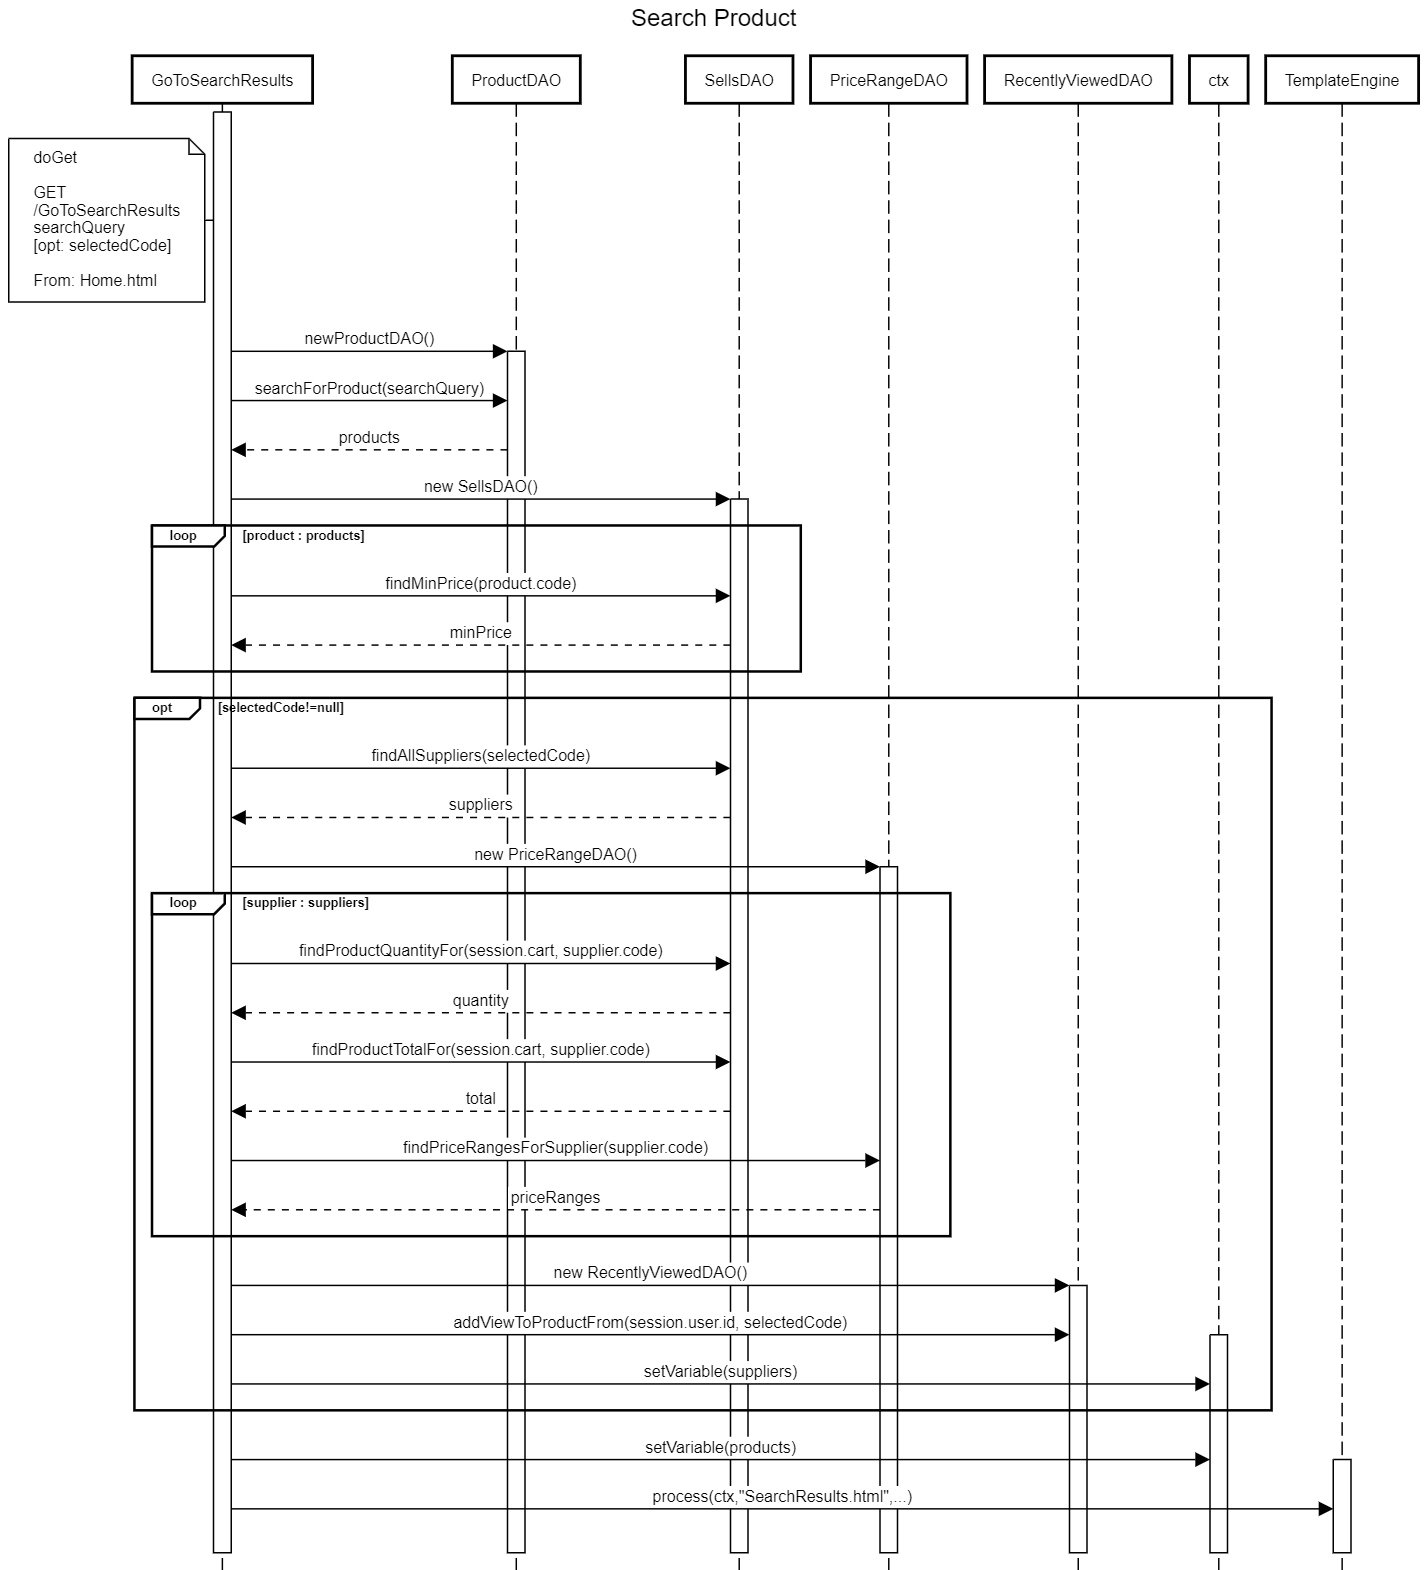 Search Product
GoToSearchResults
ProductDAO
SellsDAO
PriceRangeDAO
RecentlyViewedDAO
ctx
TemplateEngine
doGet
GET
/GoToSearchResults
searchQuery
[opt: selectedCode]
From: Home.html
newProductDAO()
searchForProduct(searchQuery)
products
new SellsDAO()
loop
[product : products]
findMinPrice(product.code)
minPrice
opt
[selectedCode!=null]
findAllSuppliers(selectedCode)
suppliers
new PriceRangeDAO()
loop
[supplier : suppliers]
findProductQuantityFor(session.cart, supplier.code)
quantity
findProductTotalFor(session.cart, supplier.code)
total
findPriceRangesForSupplier(supplier.code)
priceRanges
new RecentlyViewedDAO()
addViewToProductFrom(session.user.id, selectedCode)
setVariable(suppliers)
setVariable(products)
process(ctx,"SearchResults.html",...)